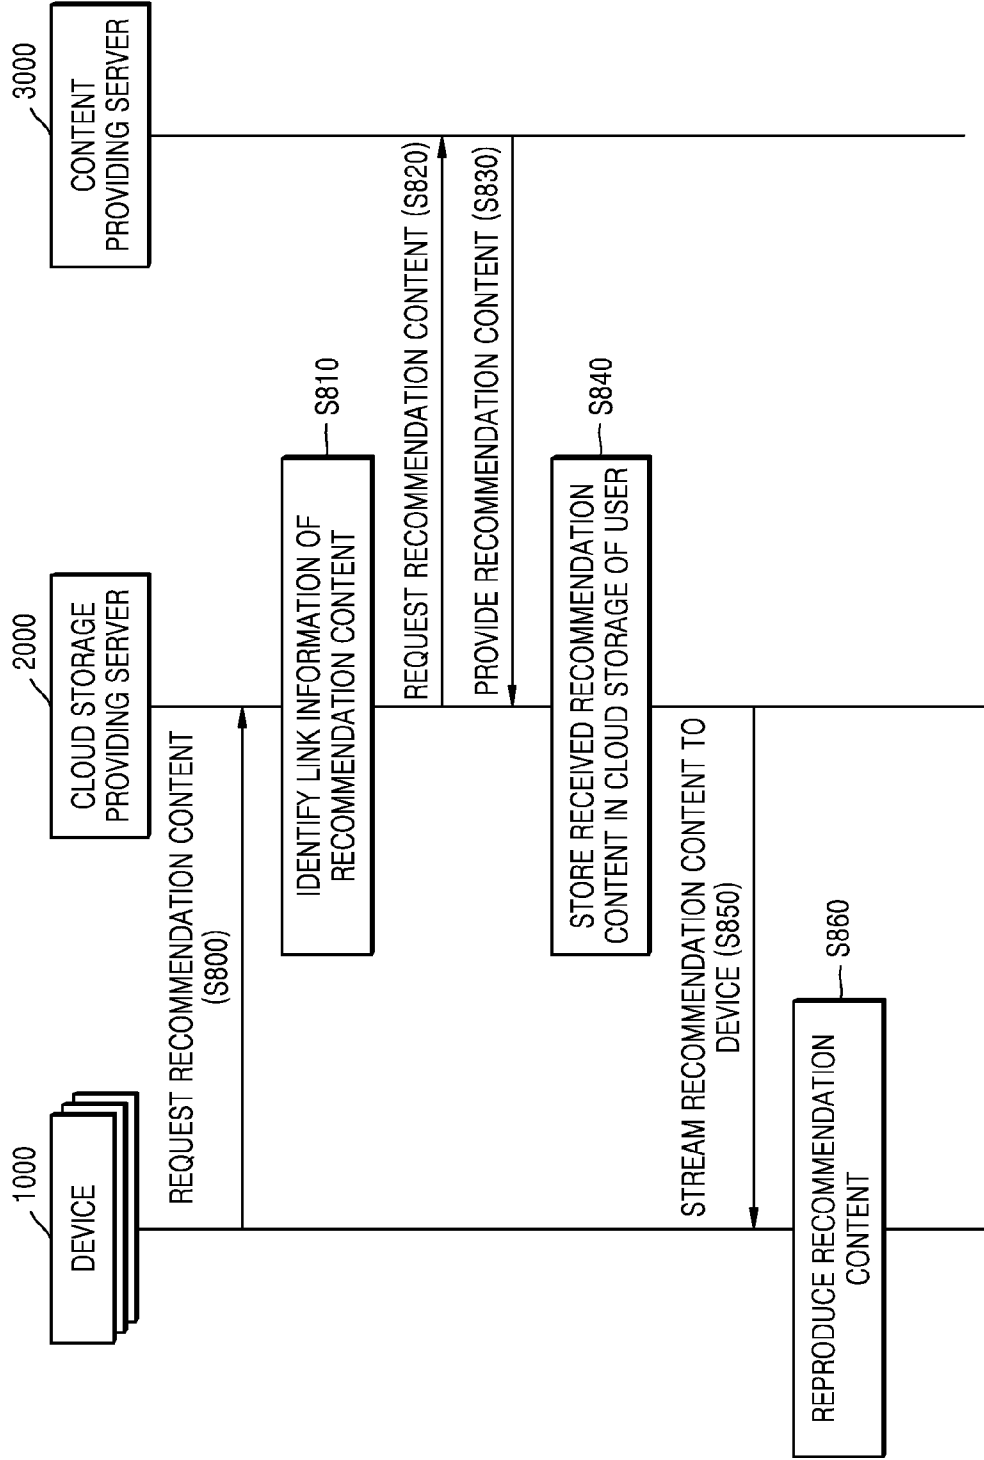 1000
2000
3000
DEVICE
CLOUD STORAGE
PROVIDING SERVER
CONTENT
PROVIDING SERVER
REQUEST RECOMMENDATION CONTENT
(S800)
IDENTIFY LINK INFORMATION OF
RECOMMENDATION CONTENT
S810
REQUEST RECOMMENDATION CONTENT (S820)
PROVIDE RECOMMENDATION CONTENT (S830)
STORE RECEIVED RECOMMENDATION
CONTENT IN CLOUD STORAGE OF USER
S840
STREAM RECOMMENDATION CONTENT TO
DEVICE (S850)
REPRODUCE RECOMMENDATION
CONTENT
S860